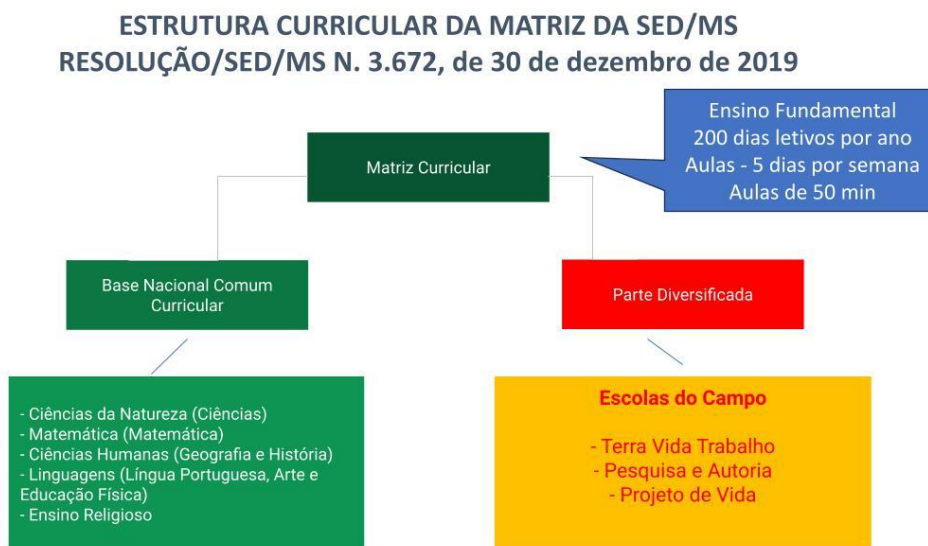 ESTRUTURA CURRICULAR DA MATRIZ DA SED/MS
RESOLUÇÃO/SED/MS N. 3.672, de 30 de dezembro de 2019
Ensino Fundamental
200 dias letivos por ano
Aulas - 5 dias por semana
Aulas de 50 min
Matriz Curricular
Base Nacional Comum
Curricular
Parte Diversificada
- Ciências da Natureza (Ciências)
- Matemática (Matemática)
- Ciências Humanas (Geografia e História)
- Linguagens (Língua Portuguesa, Arte e
Educação Física)
- Ensino Religioso
Escolas do Campo
- Terra Vida Trabalho
- Pesquisa e Autoria
- Projeto de Vida